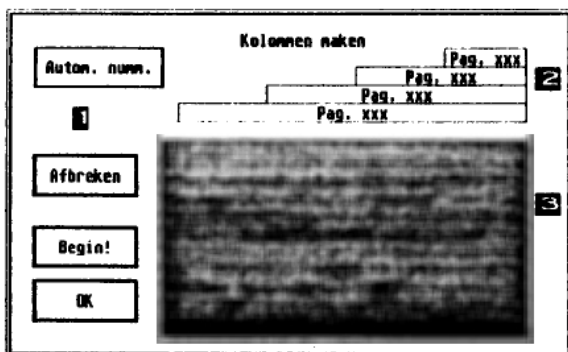 Kolommen maken
Autom. numm.
Pag. xxx
Pag. xxx
Pag. xxx
Pag. xxx
1
2
Afbreken
3
Begin!
OK